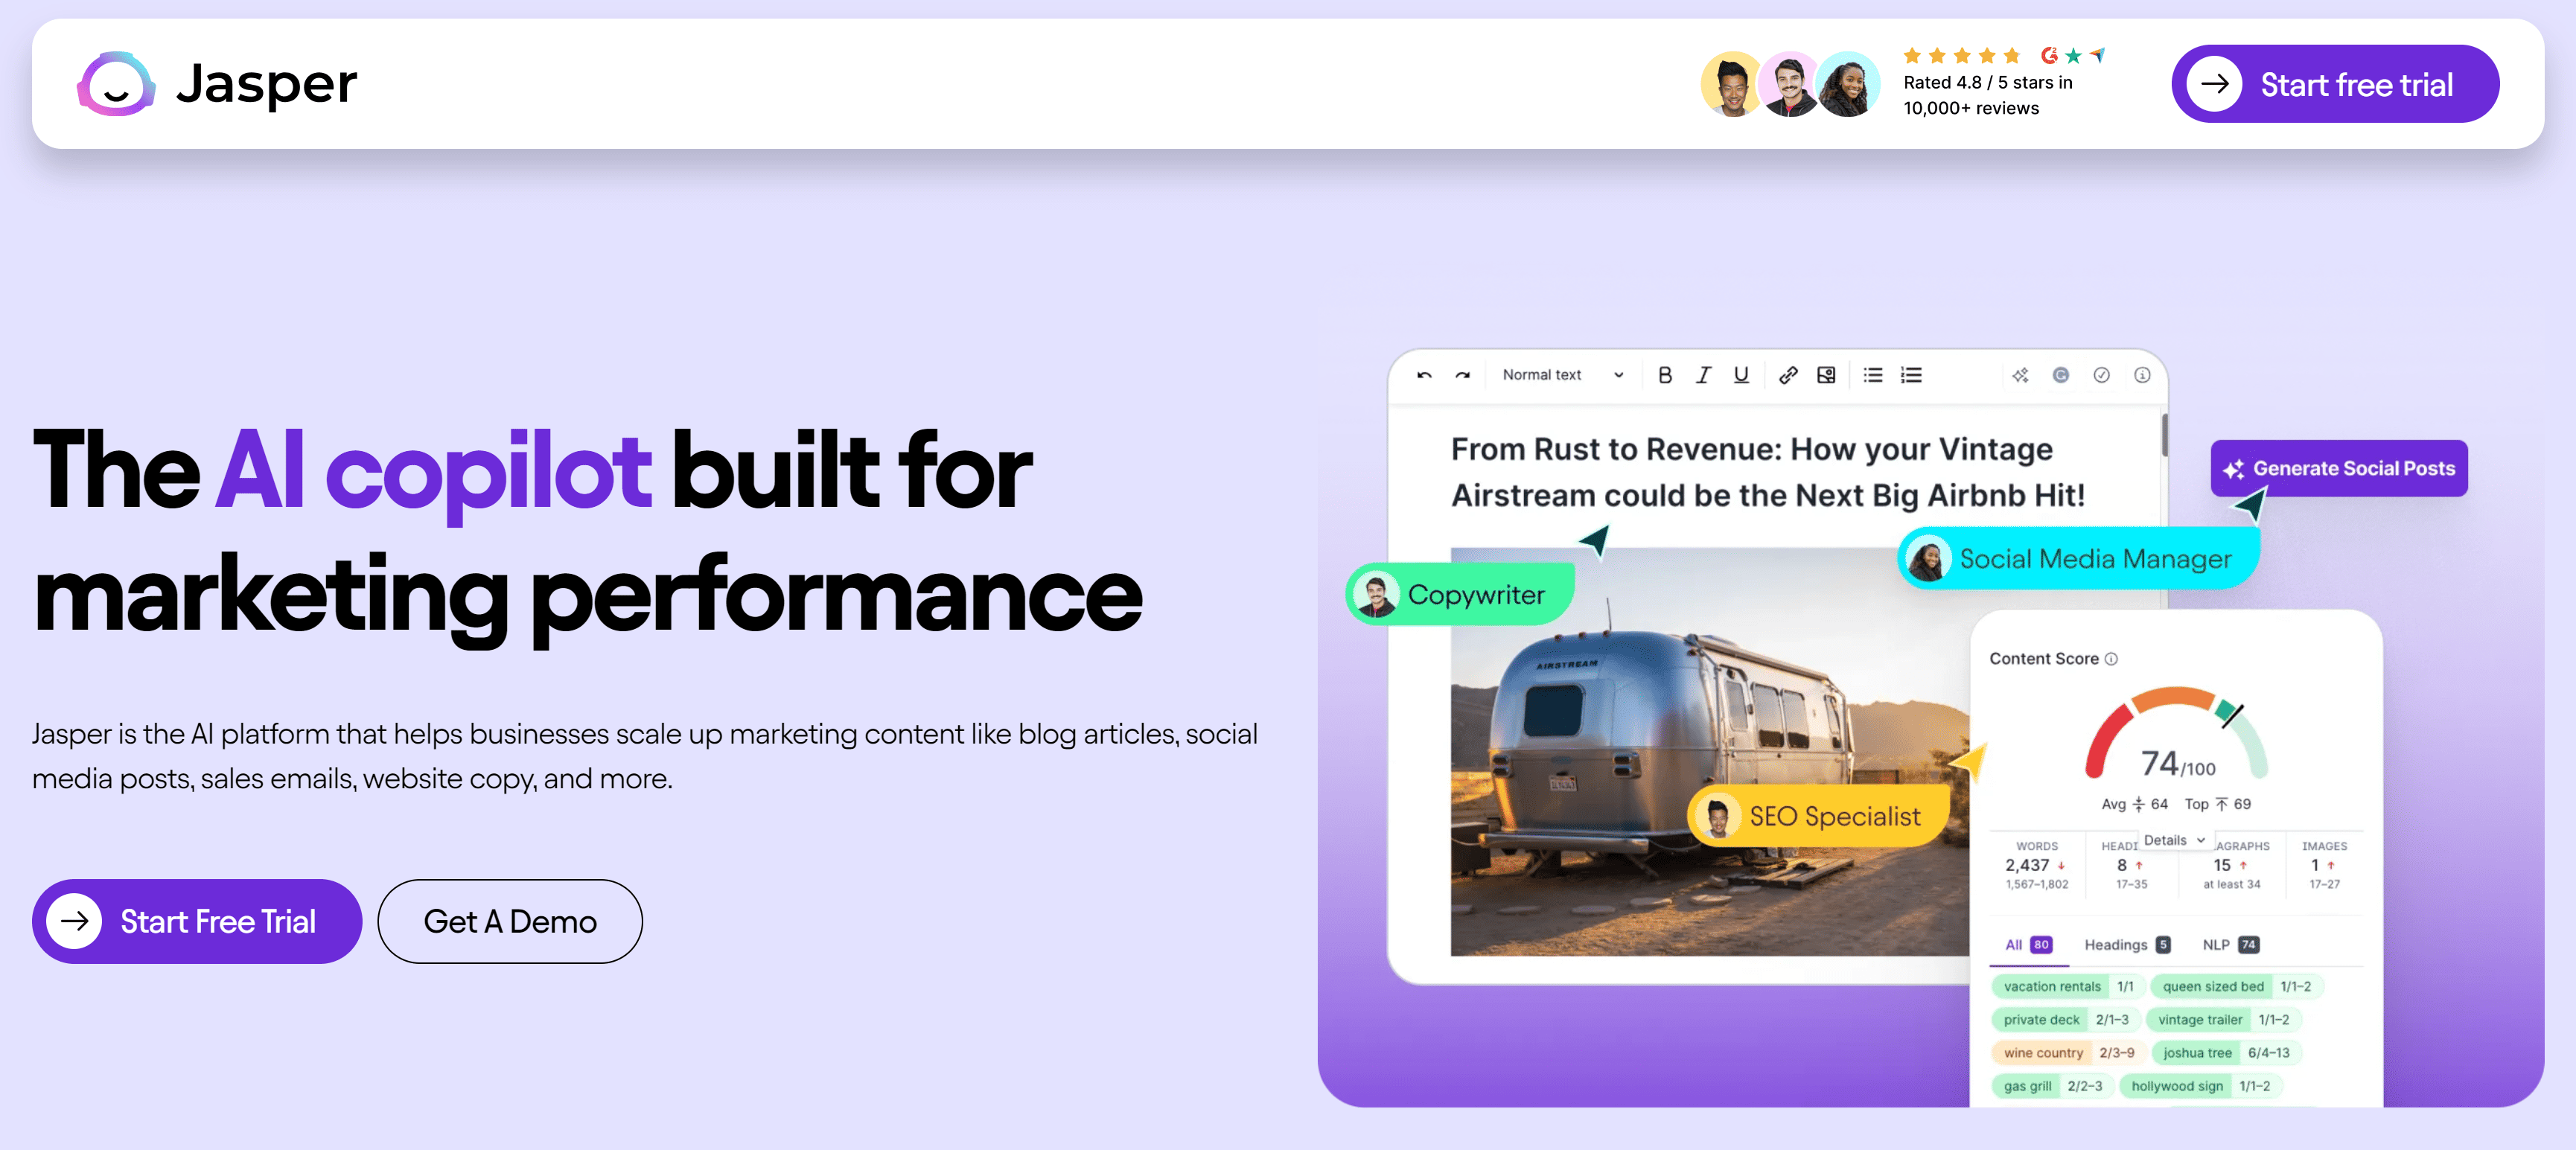 Jasper
Rated 4.8 / 5 stars in
10,000+ reviews
Start free trial
The AI copilot built for
marketing performance
Jasper is the AI platform that helps businesses scale up marketing content like blog articles, social
media posts, sales emails, website copy, and more.
Start Free Trial
Get A Demo
Normal text
B I U
From Rust to Revenue: How your Vintage
Airstream could be the Next Big Airbnb Hit!
Generate Social Posts
Social Media Manager
Copywriter
AIRSTREAM
SEO Specialist
Content Score
74/100
Avg 64 Top 69
Details
WORDS HEADI AGRAPHS IMAGES
2,437 8 15 1
1,567–1,802 17–35 at least 34 17–27
All 80 Headings 5 NLP 74
vacation rentals 1/1 queen sized bed 1/1–2
private deck 2/1–3 vintage trailer 1/1–2
wine country 2/3–9 joshua tree 6/4–13
gas grill 2/2–3 hollywood sign 1/1–2